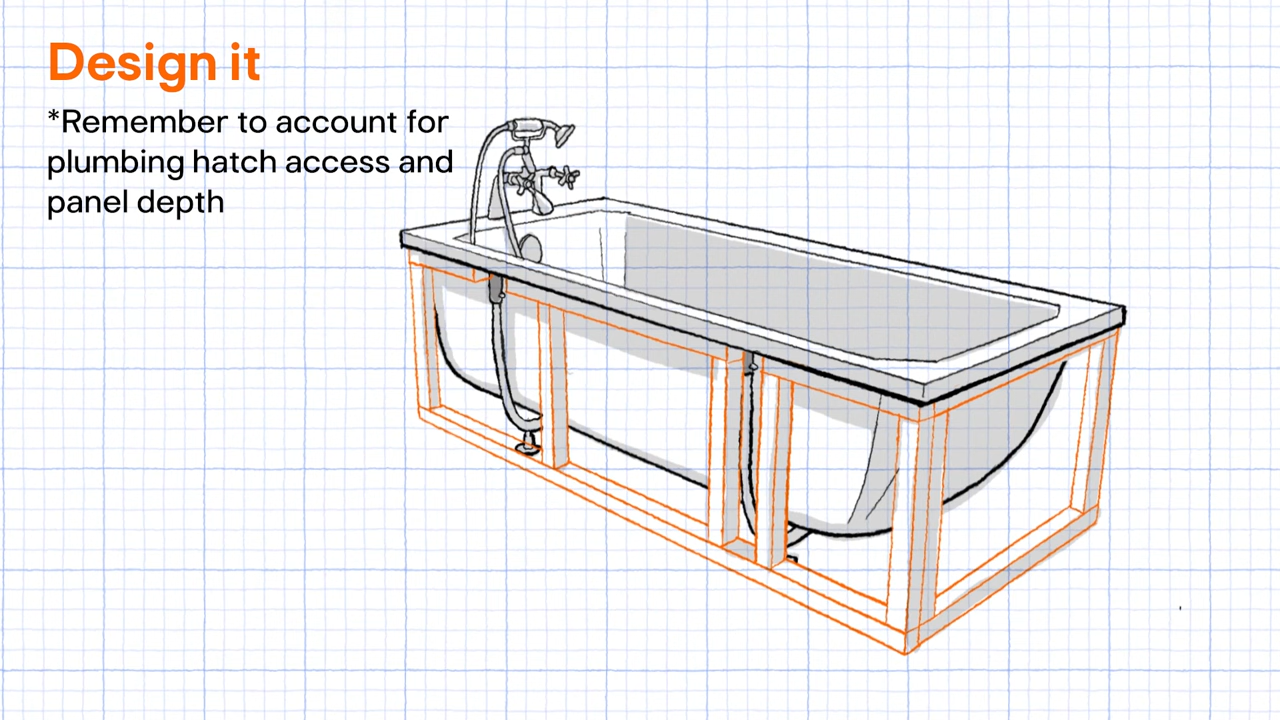 Design it
*Remember to account for
plumbing hatch access and
panel depth